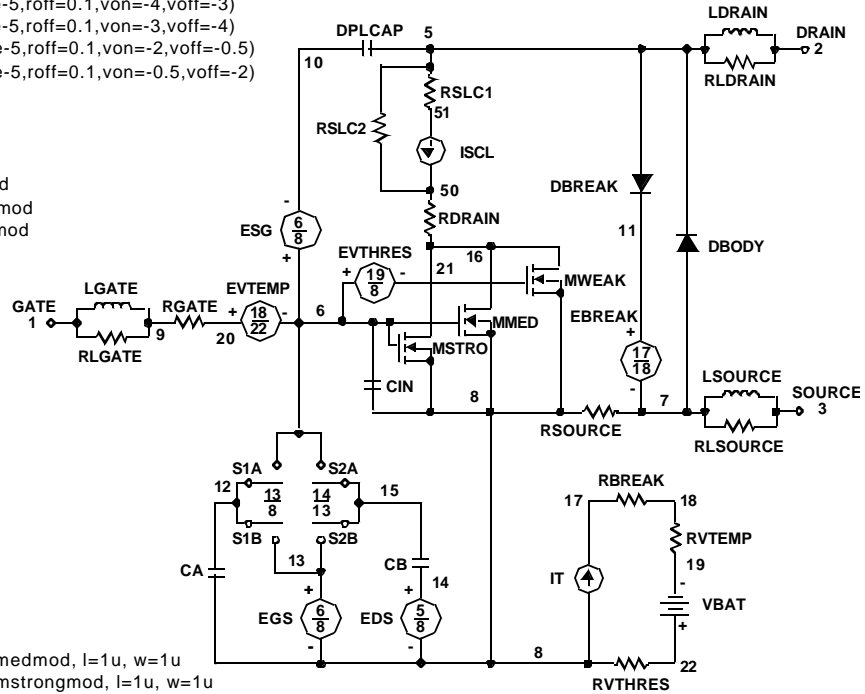 e-5,roff=0.1,von=-4,voff=-3)
e-5,roff=0.1,von=-3,voff=-4)
e-5,roff=0.1,von=-2,voff=-0.5)
e-5,roff=0.1,von=-0.5,voff=-2)
d
mod
mod
LDRAIN
DPLCAP
5
DRAIN
2
10
RLDRAIN
RSLC1
51
RSLC2
ISCL
50
DBREAK
RDRAIN
-
ESG
6
8
+
11
DBODY
EVTHRES
16
21
+
19
8
-
MWEAK
LGATE
EVTEMP
GATE
1
RGATE
+
18
22
-
6
EBREAK
+
MMED
9
20
RLGATE
MSTRO
17
18
-
LSOURCE
CIN
8
7
SOURCE
3
RSOURCE
RLSOURCE
S1A
S2A
12
13
8
14
13
15
RBREAK
17
18
S1B
S2B
RVTEMP
13
CB
19
CA
14
IT
-
+
+
VBAT
EGS
6
8
EDS
5
8
+
-
-
8
22
RVTHRES
medmod, l=1u, w=1u
mstrongmod, l=1u, w=1u